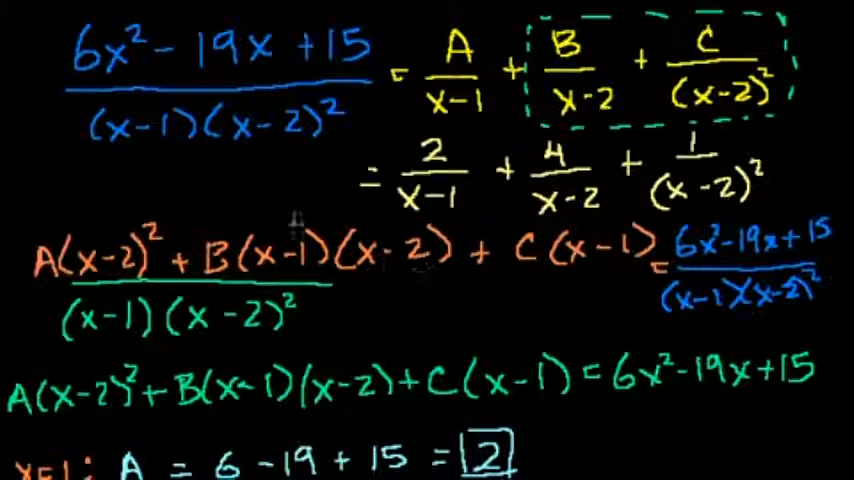 6x² - 19x + 15 / (x-1)(x-2)² = A/(x-1) + B/(x-2) + C/(x-2)²
= 2/(x-1) + 4/(x-2) + 1/(x-2)²
A(x-2)² + B(x-1)(x-2) + C(x-1) / (x-1)(x-2)² = 6x²-19x+15 / (x-1)(x-2)²
A(x-2)² + B(x-1)(x-2) + C(x-1) = 6x²-19x+15
x=1: A = 6 - 19 + 15 = 2